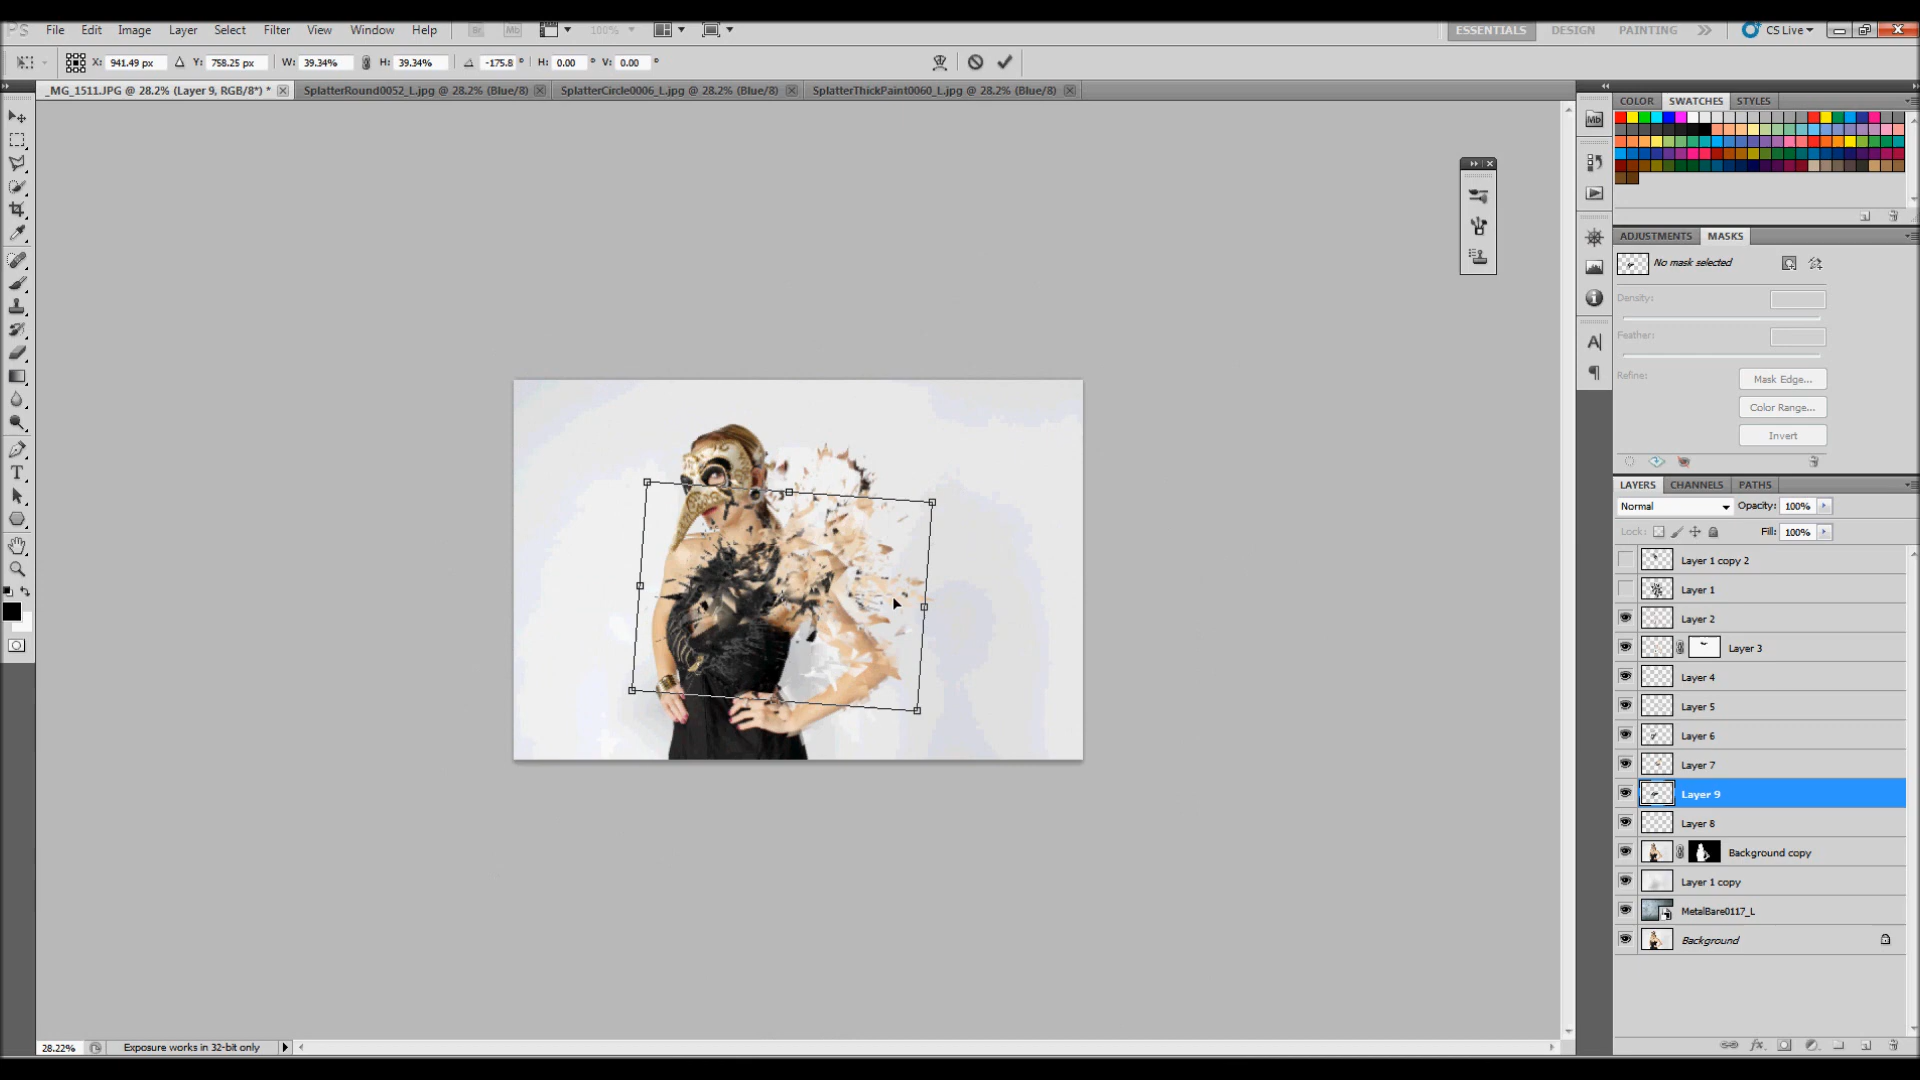 PS File Edit Image Layer Select Filter View Window Help Br Mb 100% ESSENTIALS DESIGN PAINTING CS Live
X: 941.49 px Y: 758.25 px W: 39.34% H: 39.34% -175.8 ° H: 0.00 ° V: 0.00 °
_MG_1511.JPG @ 28.2% (Layer 9, RGB/8*) * SplatterRound0052_L.jpg @ 28.2% (Blue/8) SplatterCircle0006_L.jpg @ 28.2% (Blue/8) SplatterThickPaint0060_L.jpg @ 28.2% (Blue/8)
COLOR SWATCHES STYLES
Mb
ADJUSTMENTS MASKS
No mask selected
Density:
Feather:
Refine:
Mask Edge...
Color Range...
Invert
LAYERS CHANNELS PATHS
Normal Opacity: 100%
Lock: Fill: 100%
Layer 1 copy 2
Layer 1
Layer 2
Layer 3
Layer 4
Layer 5
Layer 6
Layer 7
Layer 9
Layer 8
Background copy
Layer 1 copy
MetalBare0117_L
Background
28.22% Exposure works in 32-bit only